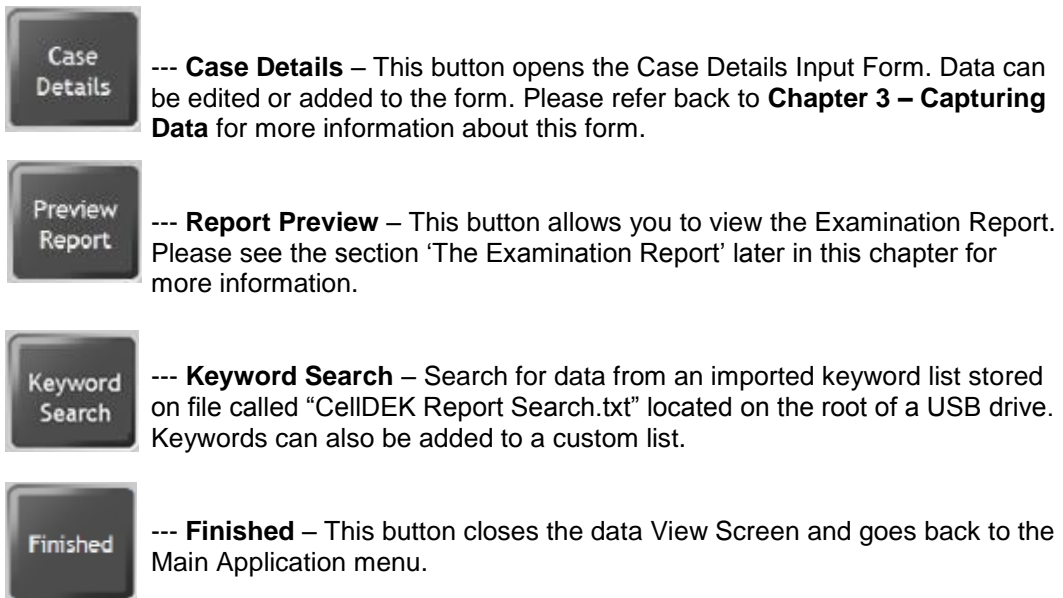 Case
Details
--- Case Details – This button opens the Case Details Input Form. Data can
be edited or added to the form. Please refer back to Chapter 3 – Capturing
Data for more information about this form.
Preview
Report
--- Report Preview – This button allows you to view the Examination Report.
Please see the section ‘The Examination Report’ later in this chapter for
more information.
Keyword
Search
--- Keyword Search – Search for data from an imported keyword list stored
on file called “CellDEK Report Search.txt” located on the root of a USB drive.
Keywords can also be added to a custom list.
Finished
--- Finished – This button closes the data View Screen and goes back to the
Main Application menu.